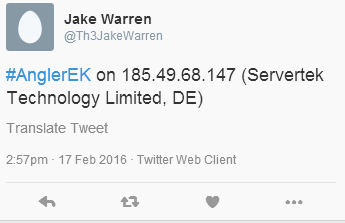 Jake Warren
@Th3JakeWarren
#AnglerEK on 185.49.68.147 (Servertek
Technology Limited, DE)
Translate Tweet
2:57pm · 17 Feb 2016 · Twitter Web Client